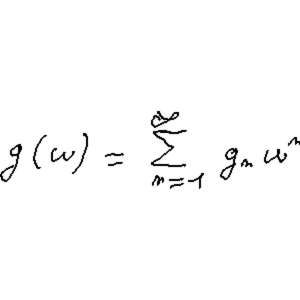 g(w) = \sum_{n=-1}^{\infty} g_n w^n